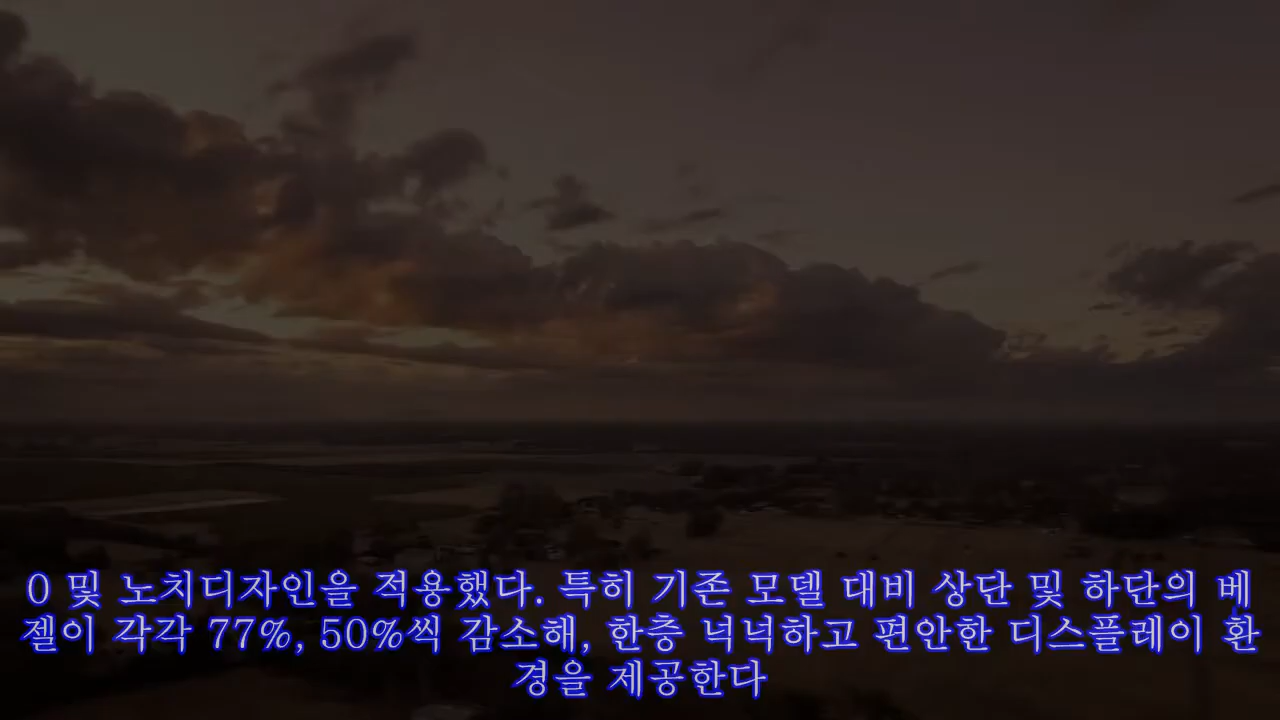 0 및 노치디자인을 적용했다. 특히 기존 모델 대비 상단 및 하단의 베
젤이 각각 77%, 50%씩 감소해, 한층 넉넉하고 편안한 디스플레이 환
경을 제공한다